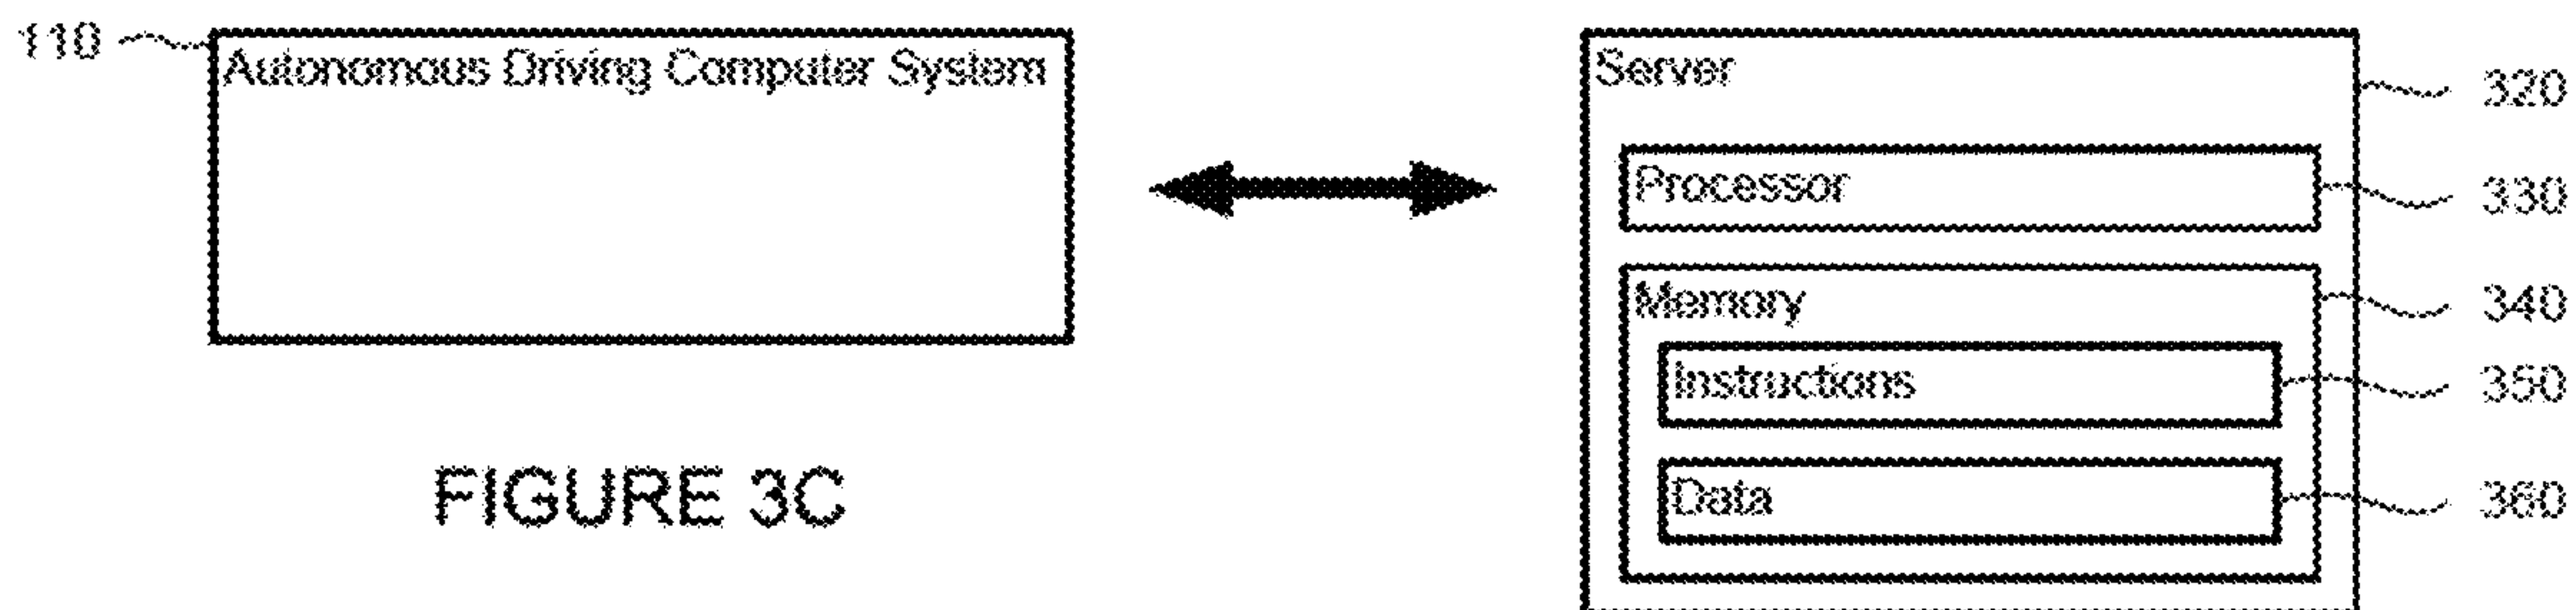 110
Autonomous Driving Computer System
Server
320
Processor
330
Memory
340
Instructions
350
Data
360
FIGURE 3C